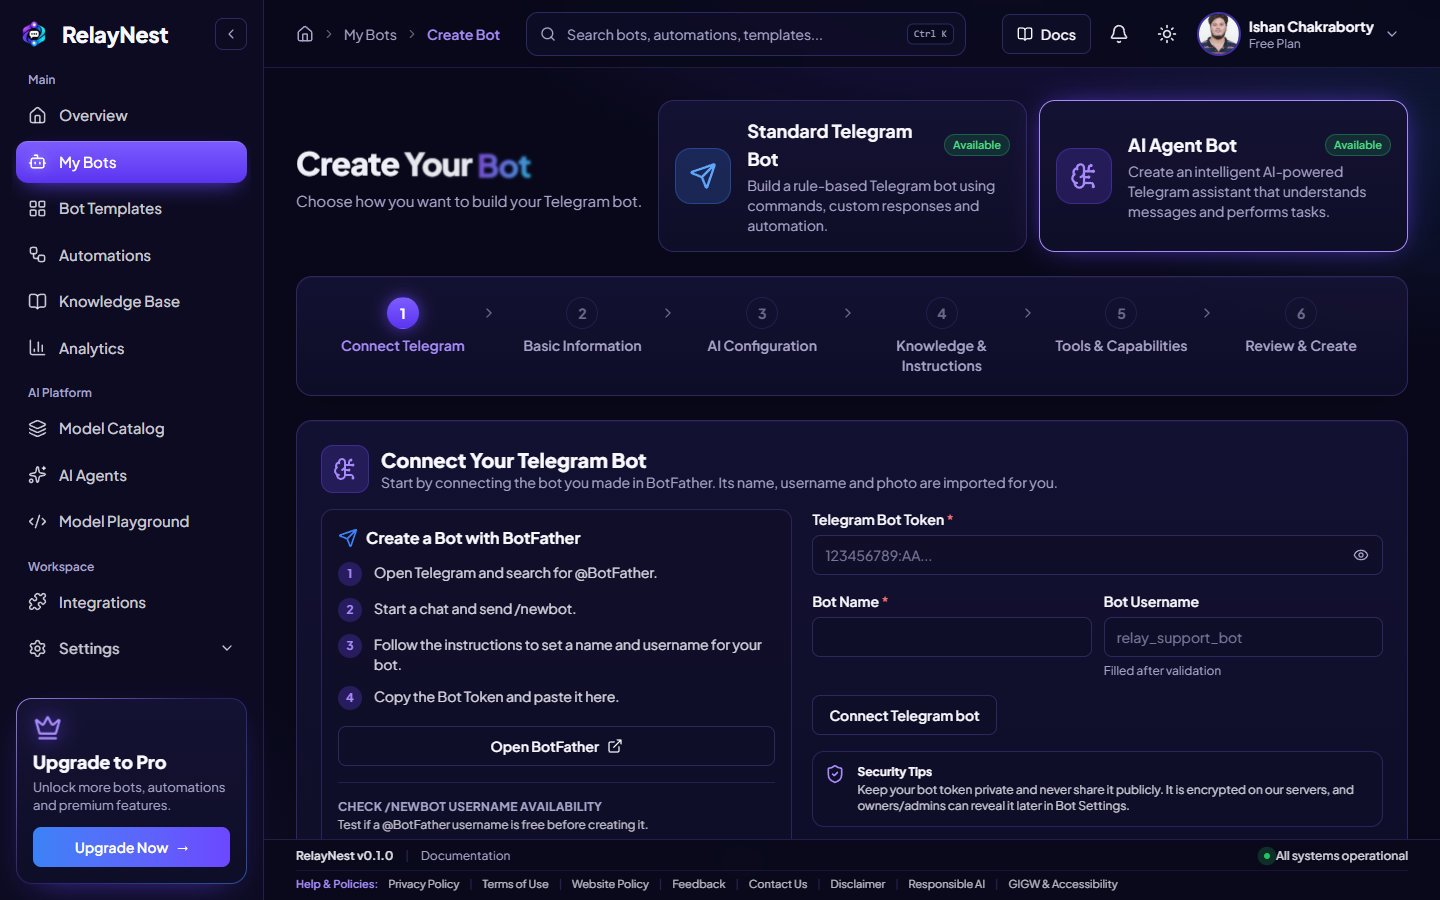 RelayNest
Main
Overview
My Bots
Bot Templates
Automations
Knowledge Base
Analytics
AI Platform
Model Catalog
AI Agents
Model Playground
Workspace
Integrations
Settings
Upgrade to Pro
Unlock more bots, automations
and premium features.
Upgrade Now →
My Bots
Create Bot
Search bots, automations, templates...
Ctrl K
Docs
Ishan Chakraborty
Free Plan
Create Your Bot
Choose how you want to build your Telegram bot.
Standard Telegram
Bot
Available
Build a rule-based Telegram bot using
commands, custom responses and
automation.
AI Agent Bot
Available
Create an intelligent AI-powered
Telegram assistant that understands
messages and performs tasks.
1
Connect Telegram
2
Basic Information
3
AI Configuration
4
Knowledge &
Instructions
5
Tools & Capabilities
6
Review & Create
Connect Your Telegram Bot
Start by connecting the bot you made in BotFather. Its name, username and photo are imported for you.
Create a Bot with BotFather
1 Open Telegram and search for @BotFather.
2 Start a chat and send /newbot.
3 Follow the instructions to set a name and username for your
bot.
4 Copy the Bot Token and paste it here.
Open BotFather
CHECK /NEWBOT USERNAME AVAILABILITY
Test if a @BotFather username is free before creating it.
Telegram Bot Token *
123456789:AA...
Bot Name *
Bot Username
relay_support_bot
Filled after validation
Connect Telegram bot
Security Tips
Keep your bot token private and never share it publicly. It is encrypted on our servers, and
owners/admins can reveal it later in Bot Settings.
RelayNest v0.1.0
Documentation
All systems operational
Help & Policies:
Privacy Policy
Terms of Use
Website Policy
Feedback
Contact Us
Disclaimer
Responsible AI
GIGW & Accessibility